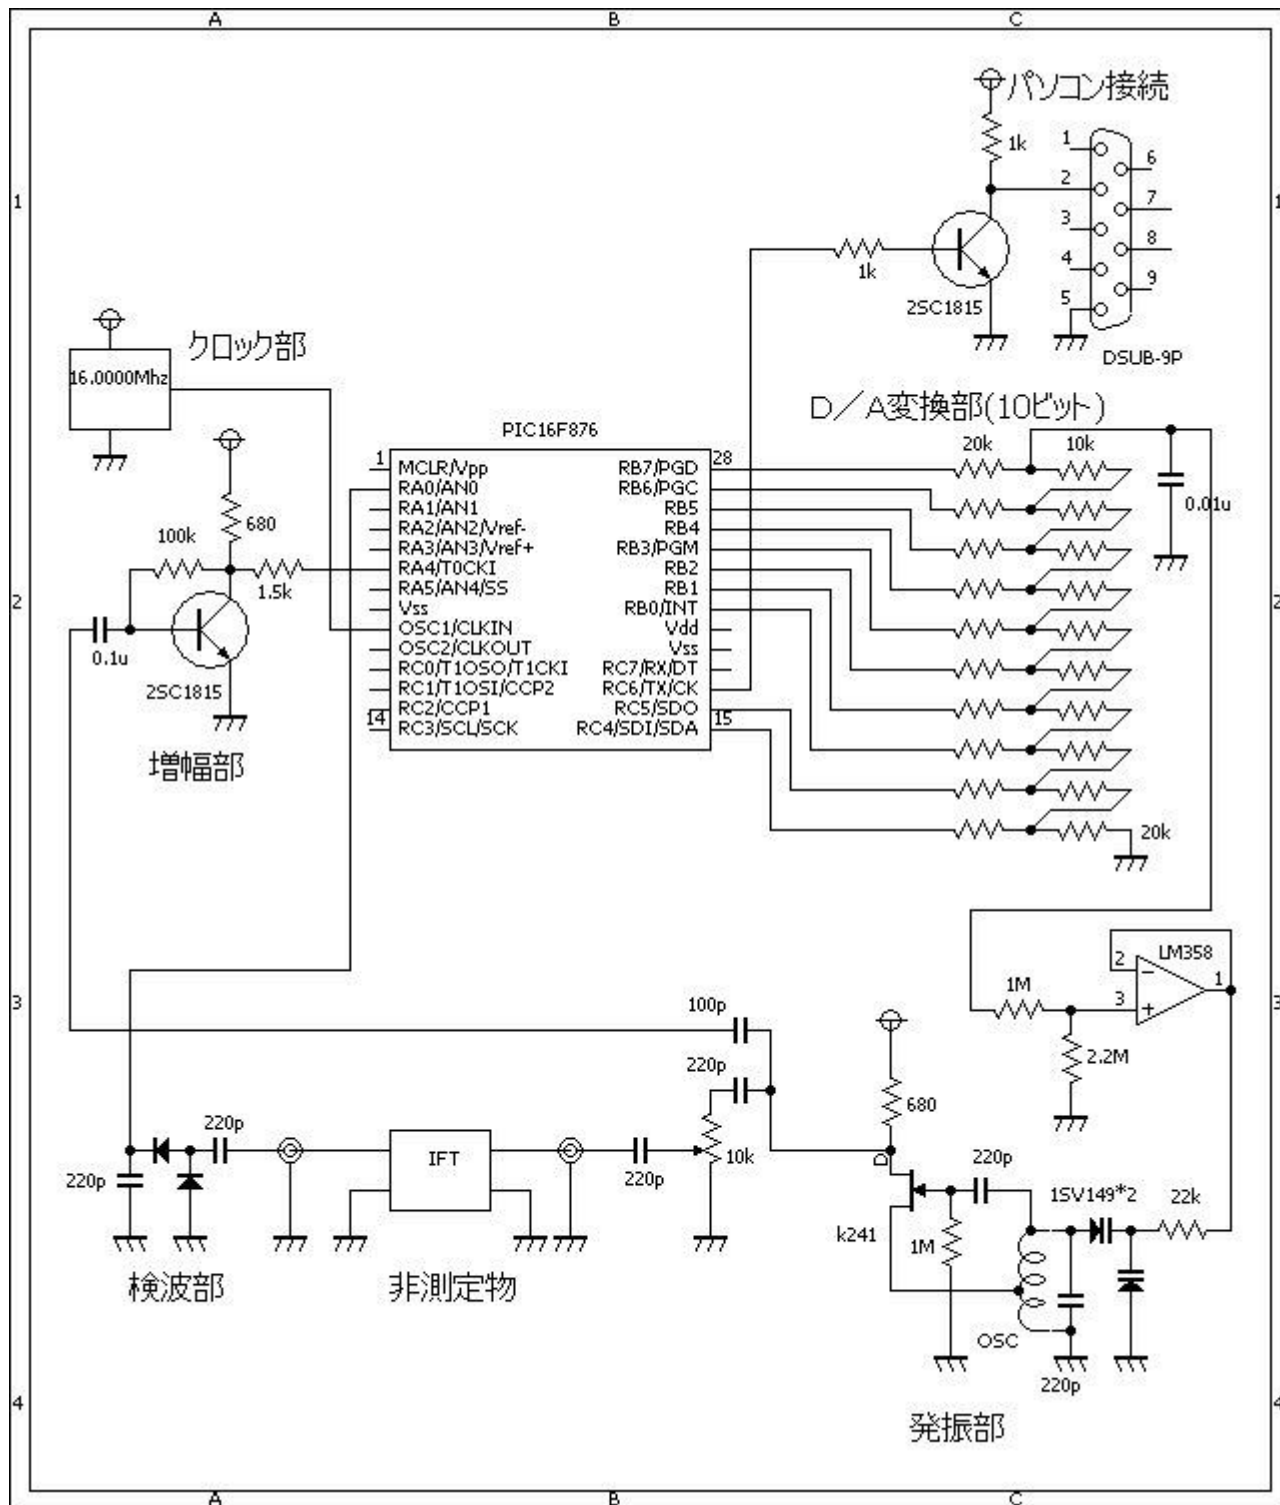 A
B
C
パソコン接続
1k
1
2
3
4
5
6
7
8
9
1k
2SC1815
DSUB-9P
1
1
クロック部
16.0000Mhz
D／A変換部(10ビット)
20k
10k
0.01u
20k
PIC16F876
1
MCLR/Vpp
RA0/AN0
RA1/AN1
RA2/AN2/Vref-
RA3/AN3/Vref+
RA4/T0CKI
RA5/AN4/SS
Vss
OSC1/CLKIN
OSC2/CLKOUT
RC0/T1OSO/T1CKI
RC1/T1OSI/CCP2
RC2/CCP1
14
RC3/SCL/SCK
28
RB7/PGD
RB6/PGC
RB5
RB4
RB3/PGM
RB2
RB1
RB0/INT
Vdd
Vss
RC7/RX/DT
RC6/TX/CK
RC5/SDO
15
RC4/SDI/SDA
680
100k
1.5k
0.1u
2SC1815
増幅部
2
2
LM358
2
3
1
1M
2.2M
3
3
100p
220p
680
220p
220p
IFT
220p
10k
D
220p
k241
1M
1SV149*2
22k
OSC
220p
検波部
非測定物
発振部
4
4
A
B
C